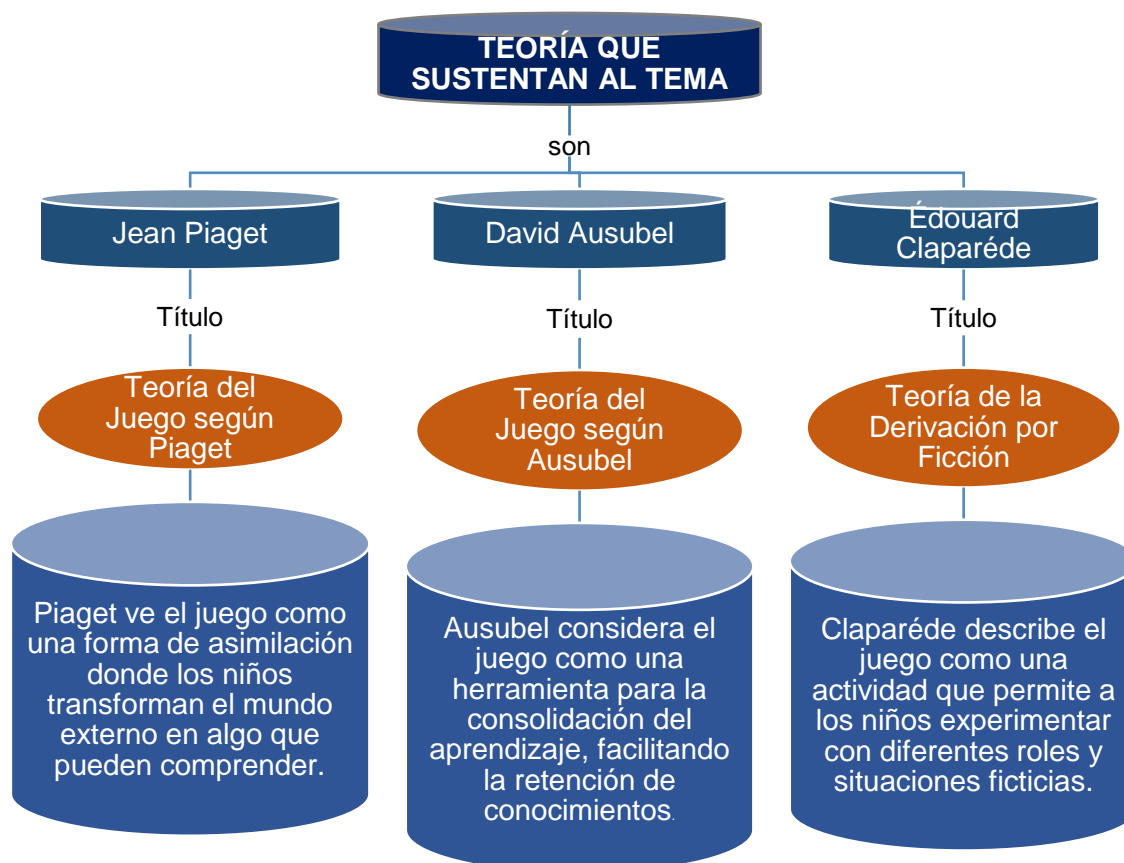 TEORÍA QUE
SUSTENTAN AL TEMA
son
Jean Piaget
David Ausubel
Édouard
Claparéde
Título
Título
Título
Teoría del
Juego según
Piaget
Teoría del
Juego según
Ausubel
Teoría de la
Derivación por
Ficción
Piaget ve el juego como
una forma de asimilación
donde los niños
transforman el mundo
externo en algo que
pueden comprender.
Ausubel considera el
juego como una
herramienta para la
consolidación del
aprendizaje, facilitando
la retención de
conocimientos.
Claparéde describe el
juego como una
actividad que permite a
los niños experimentar
con diferentes roles y
situaciones ficticias.